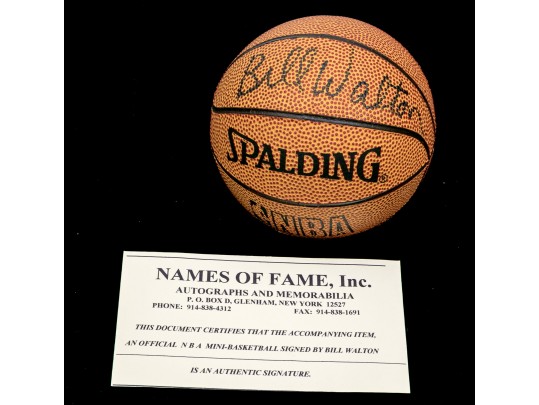 Bill Walton
SPALDING®
NBA
NAMES OF FAME, Inc.
AUTOGRAPHS AND MEMORABILIA
P. O. BOX D, GLENHAM, NEW YORK 12527
PHONE: 914-838-4312 FAX: 914-838-1691
THIS DOCUMENT CERTIFIES THAT THE ACCOMPANYING ITEM,
AN OFFICIAL N B A MINI-BASKETBALL SIGNED BY BILL WALTON
IS AN AUTHENTIC SIGNATURE.